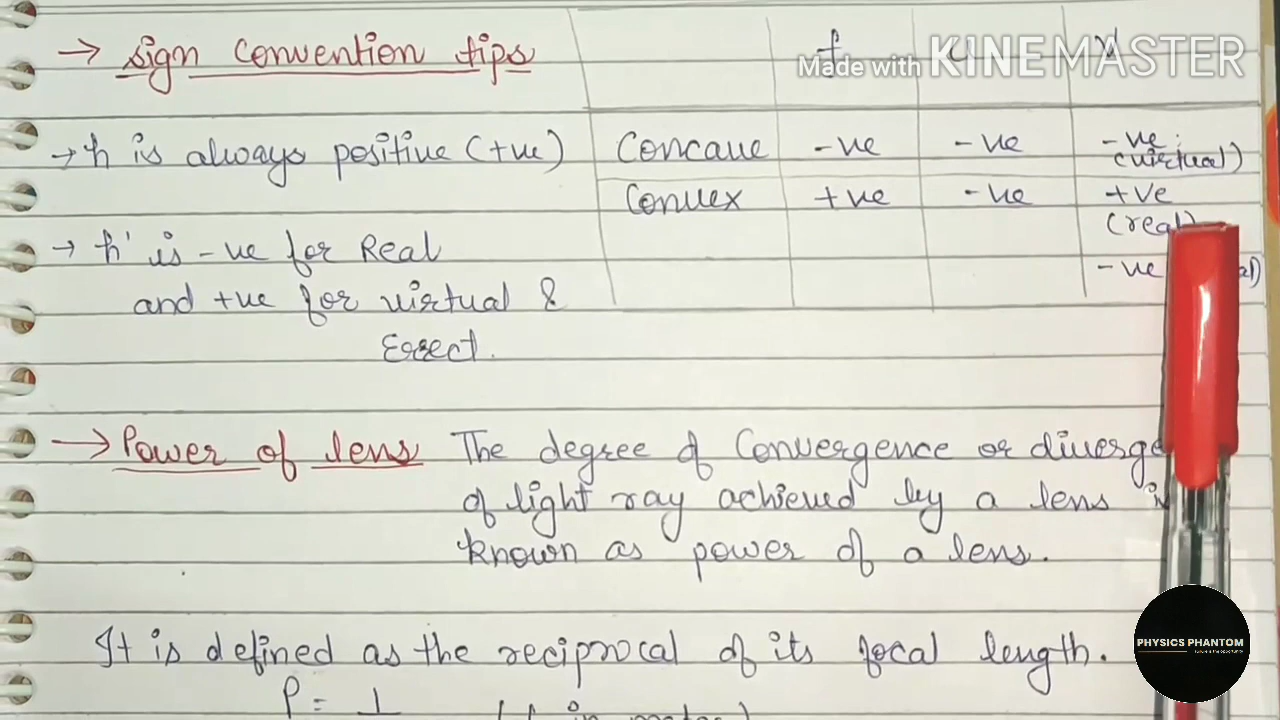 → sign convention tips
f u v
Made with KINEMASTER
→ h is always positive (+ve)
Concave -ve -ve -ve (virtual)
Convex +ve -ve +ve
(real)
→ h' is -ve for Real
-ve
and +ve for virtual &
Erect.
→ Power of lens The degree of Convergence or diverge
of light ray achieved by a lens
known as power of a lens.
PHYSICS PHANTOM
It is defined as the reciprocal of its focal length.
P = 1